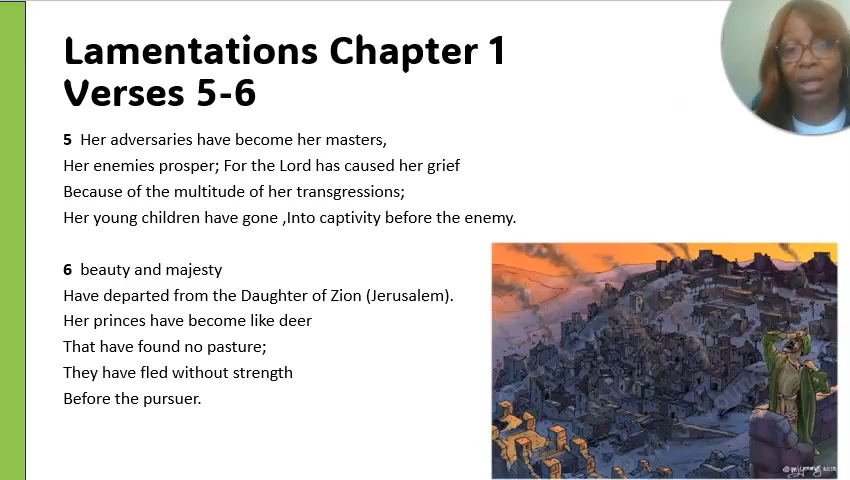 Lamentations Chapter 1
Verses 5-6
5 Her adversaries have become her masters,
Her enemies prosper; For the Lord has caused her grief
Because of the multitude of her transgressions;
Her young children have gone ,Into captivity before the enemy.
6 beauty and majesty
Have departed from the Daughter of Zion (Jerusalem).
Her princes have become like deer
That have found no pasture;
They have fled without strength
Before the pursuer.